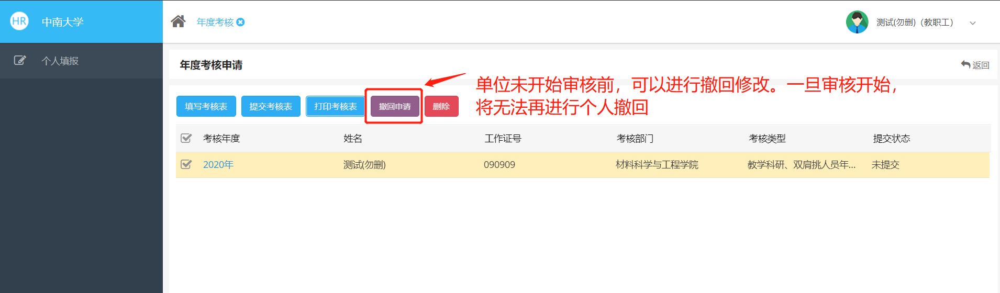 HR
中南大学
年度考核
测试(勿删)（教职工）
个人填报
年度考核申请
返回
单位未开始审核前，可以进行撤回修改。一旦审核开始，
将无法再进行个人撤回
填写考核表 提交考核表 打印考核表 撤回申请 删除
考核年度 姓名 工作证号 考核部门 考核类型 提交状态
2020年 测试(勿删) 090909 材料科学与工程学院 教学科研、双肩挑人员年... 未提交